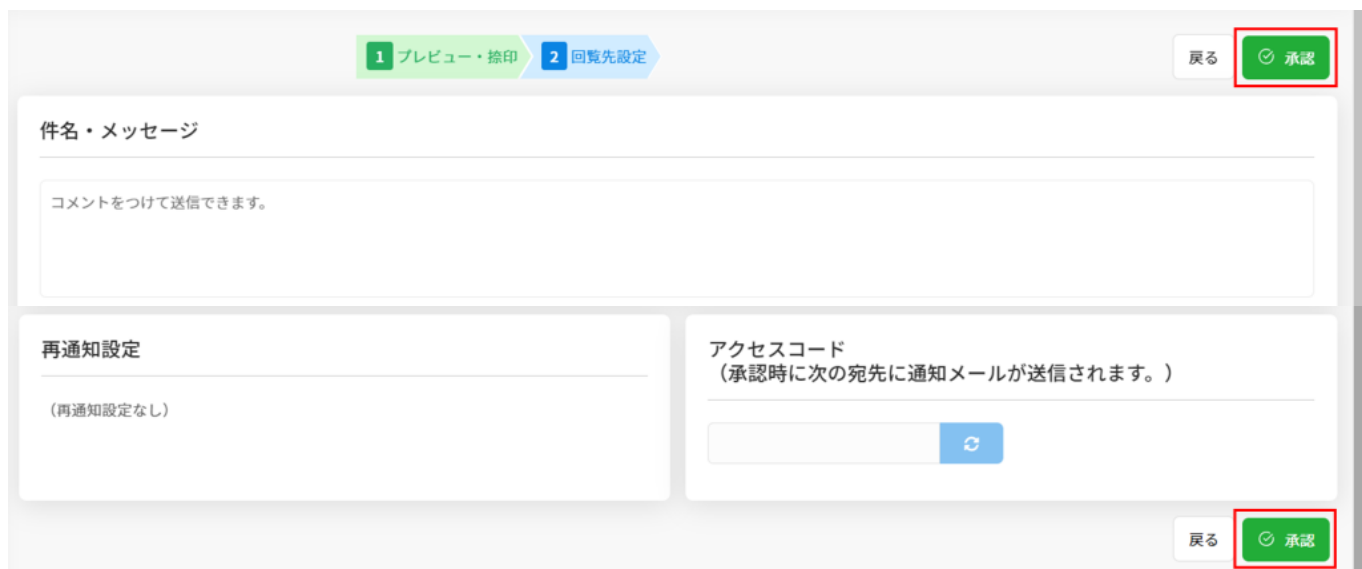 1 プレビュー・捺印 2 回覧先設定 戻る 承認
件名・メッセージ
コメントをつけて送信できます。
再通知設定
(再通知設定なし)
アクセスコード
(承認時に次の宛先に通知メールが送信されます。)
戻る 承認